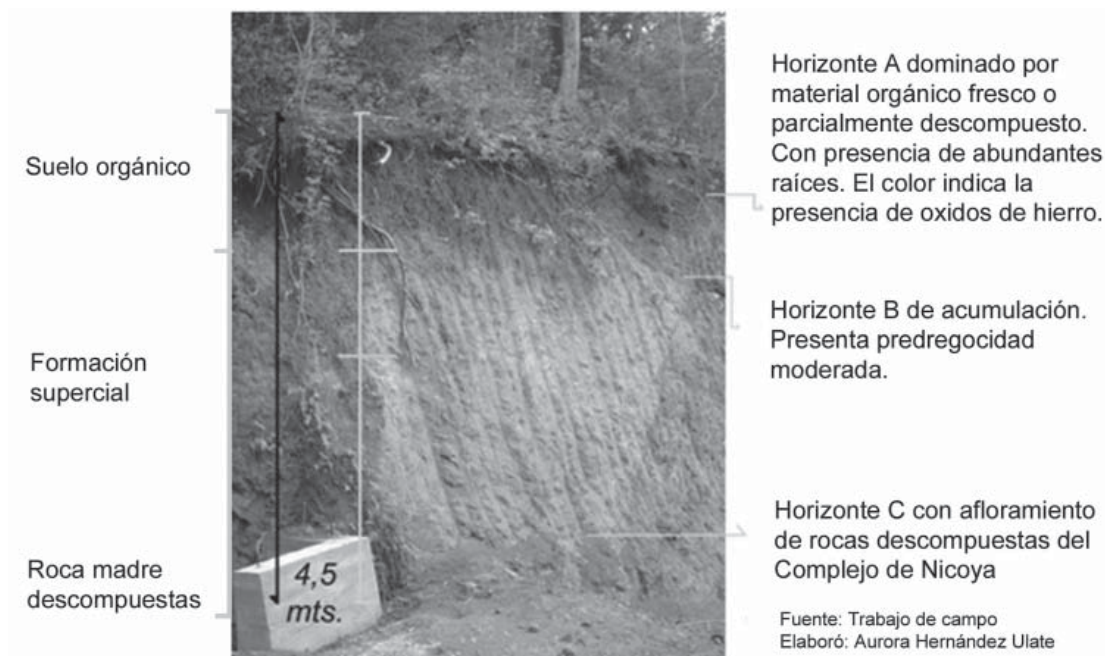 Suelo orgánico
Formación
supercial
Roca madre
descompuestas
4,5
mts.
Horizonte A dominado por
material orgánico fresco o
parcialmente descompuesto.
Con presencia de abundantes
raíces. El color indica la
presencia de oxidos de hierro.
Horizonte B de acumulación.
Presenta predregocidad
moderada.
Horizonte C con afloramiento
de rocas descompuestas del
Complejo de Nicoya
Fuente: Trabajo de campo
Elaboró: Aurora Hernández Ulate